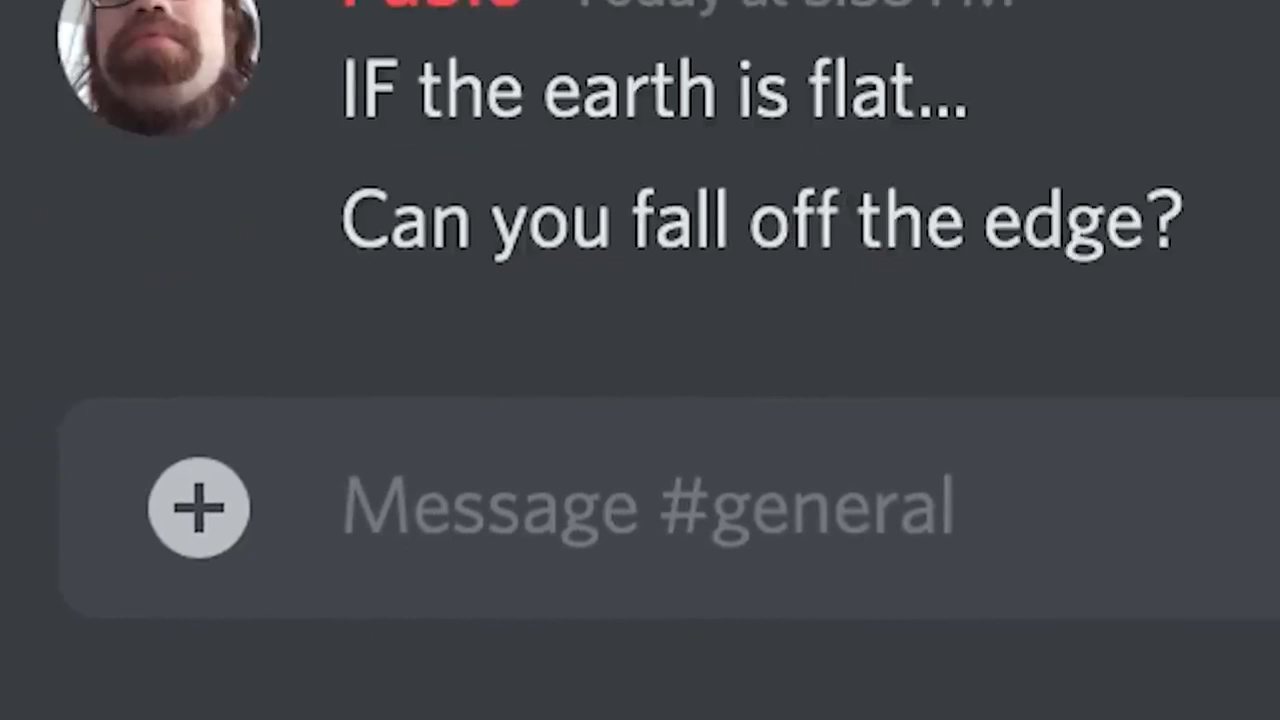 IF the earth is flat...
Can you fall off the edge?
Message #general